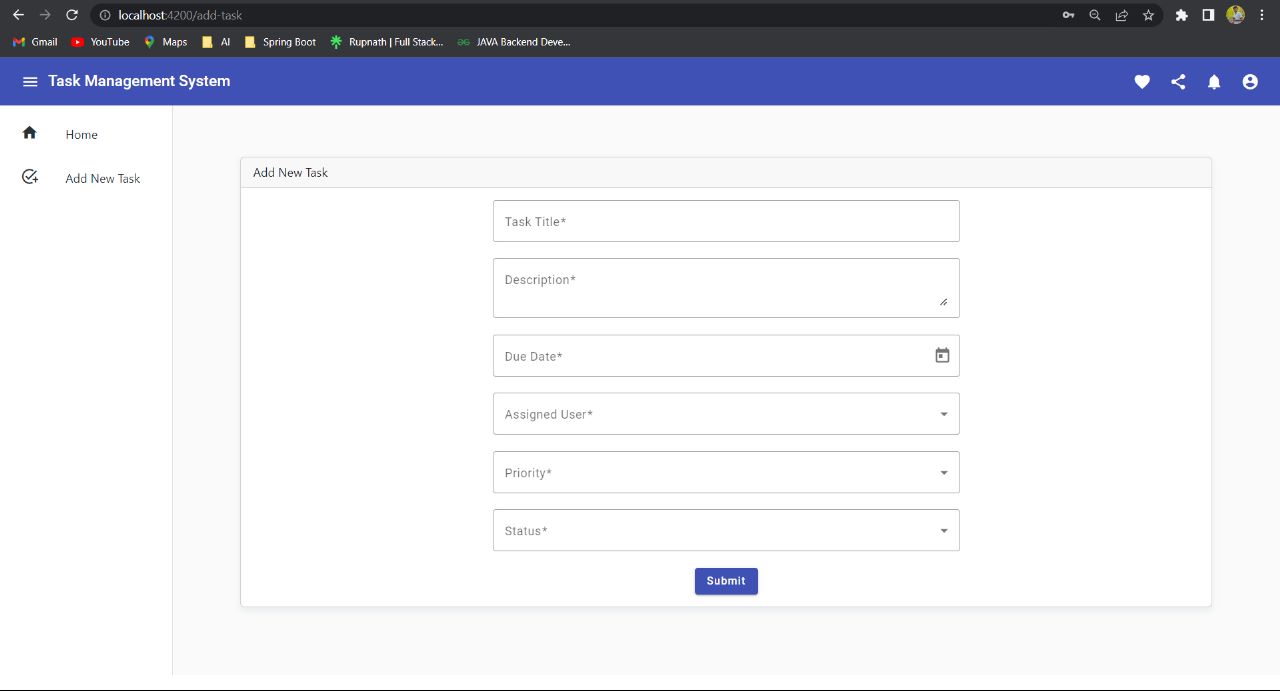 localhost:4200/add-task
Gmail YouTube Maps AI Spring Boot Rupnath | Full Stack... JAVA Backend Deve...
Task Management System
Home
Add New Task
Add New Task
Task Title*
Description*
Due Date*
Assigned User*
Priority*
Status*
Submit